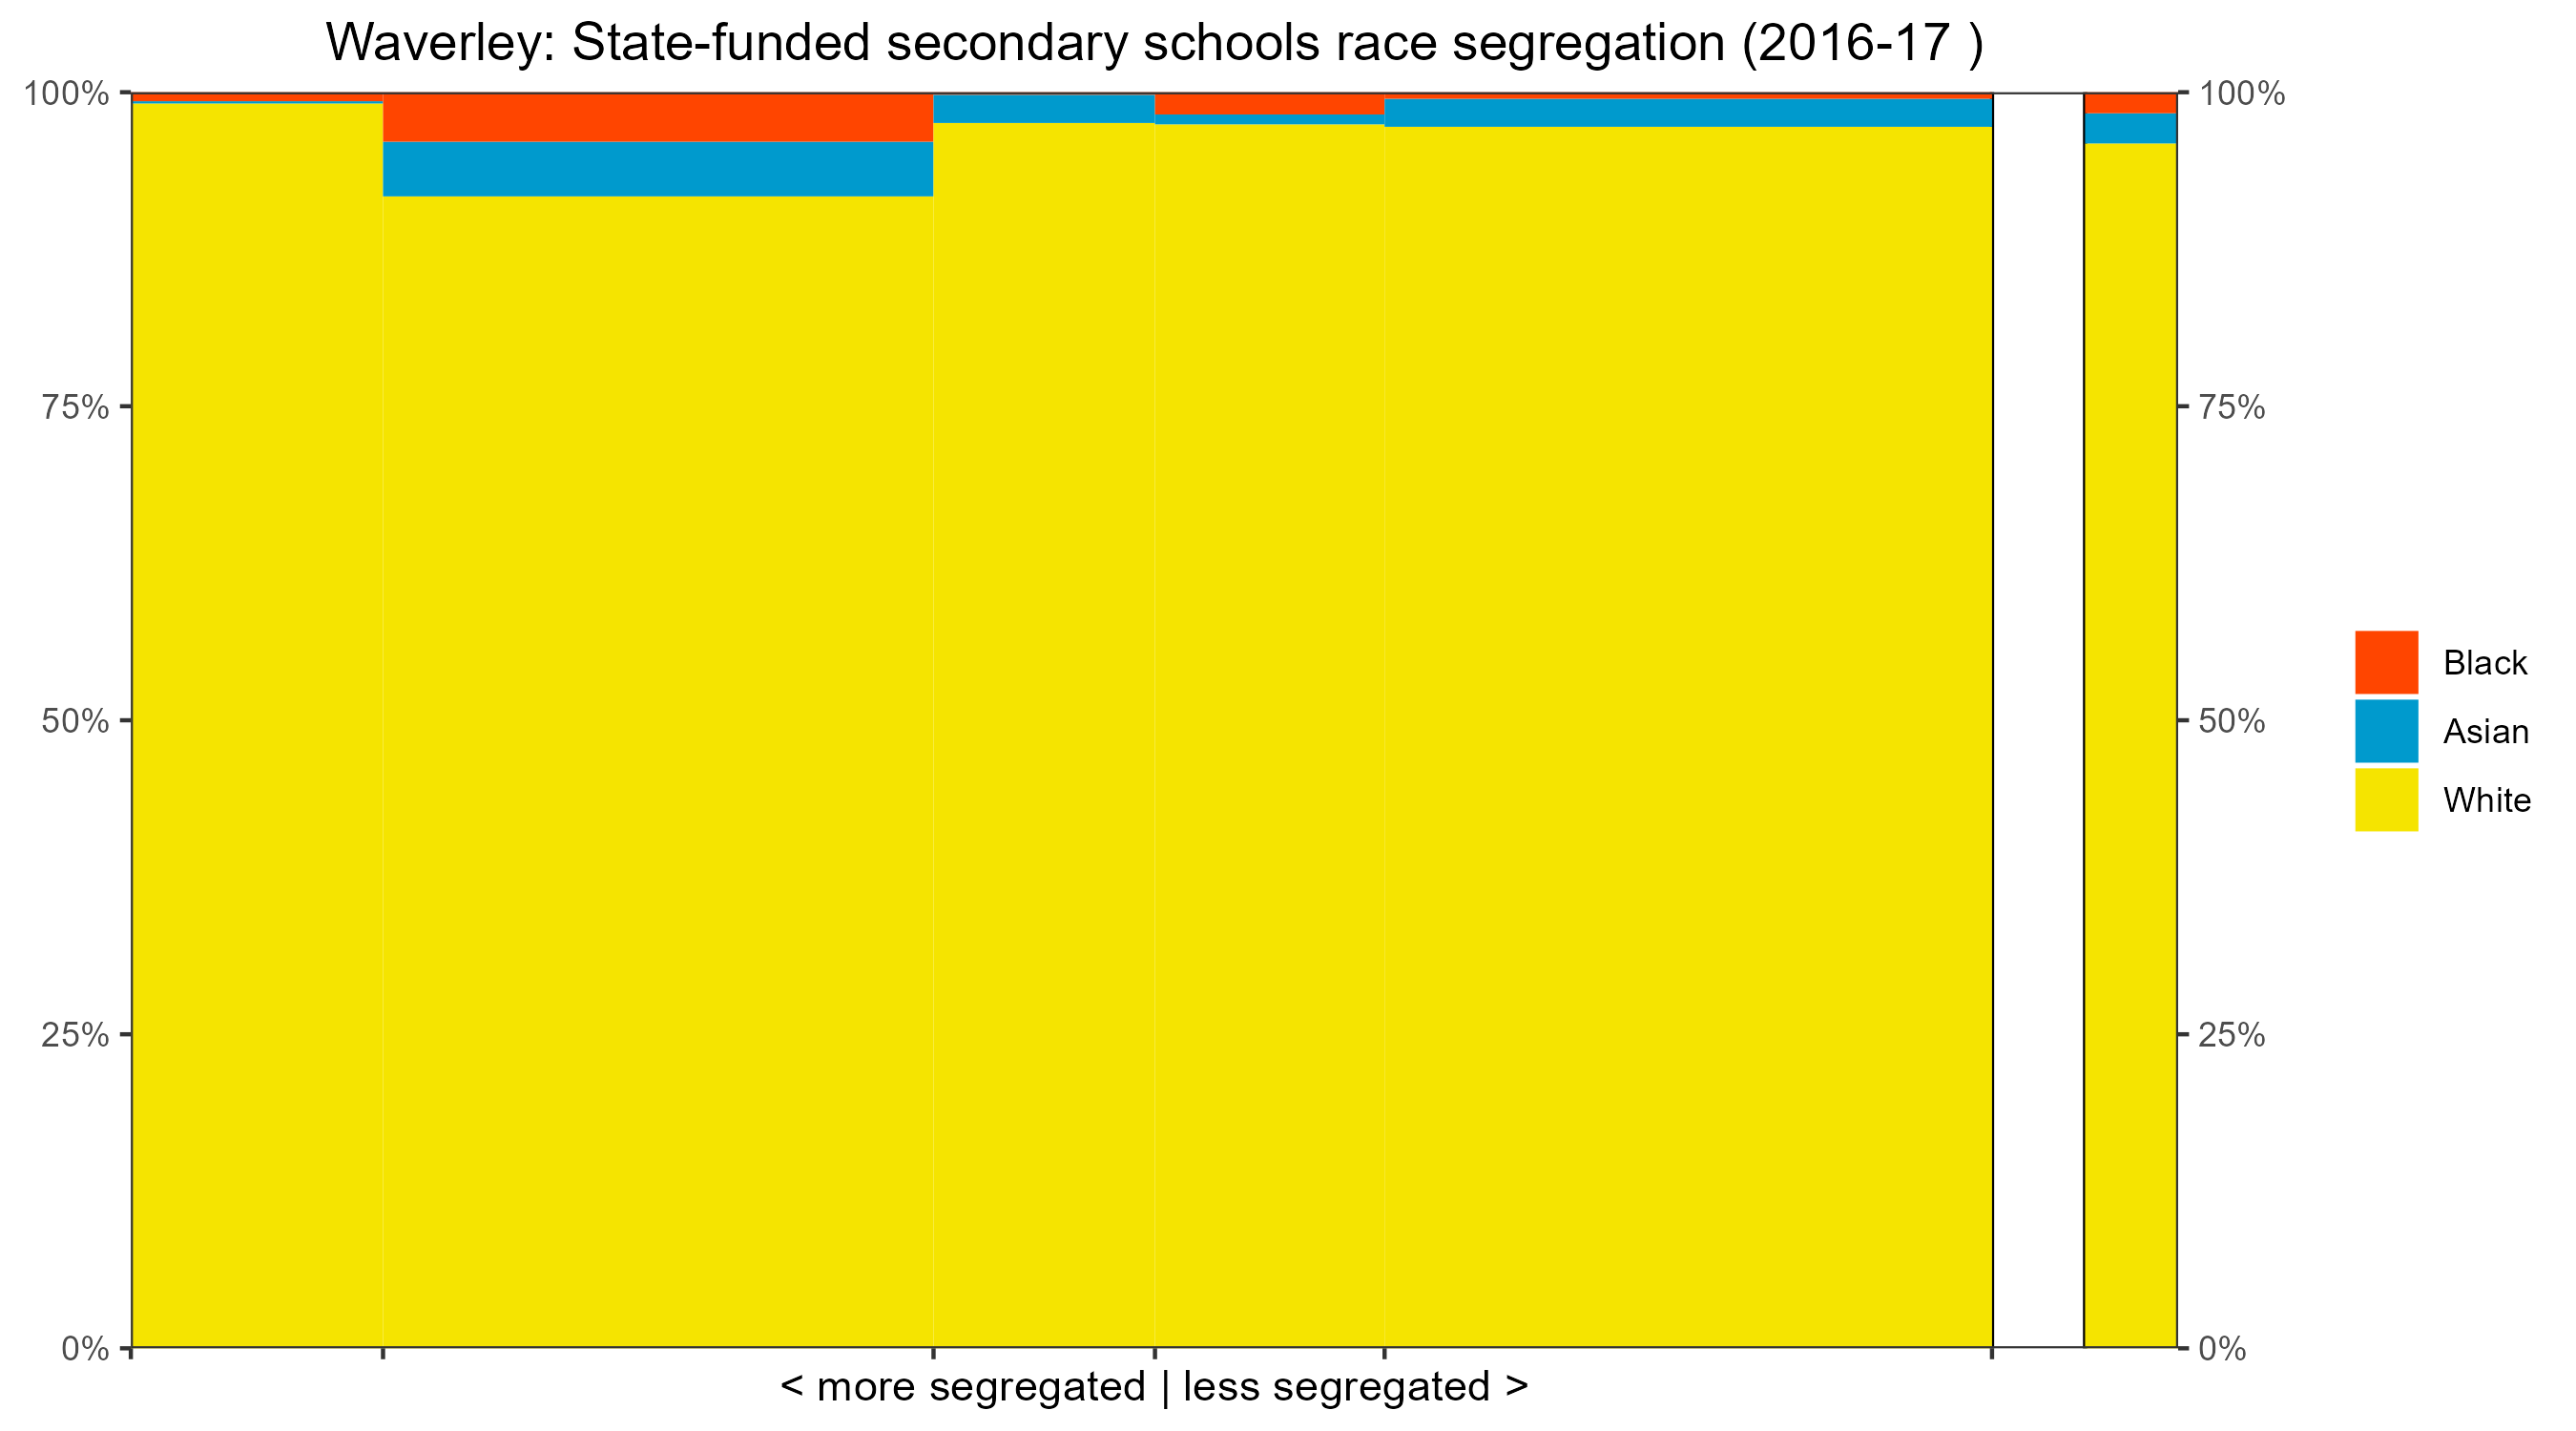 Waverley: State-funded secondary schools race segregation (2016-17 )
100%
75%
50%
25%
0%
100%
75%
50%
25%
0%
< more segregated | less segregated >
Black
Asian
White